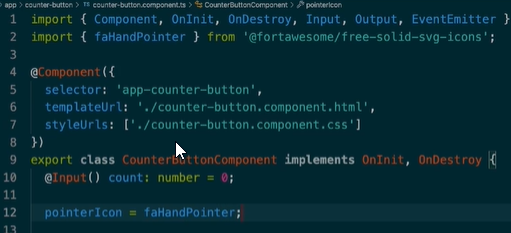 app > counter-button > counter-button.component.ts > CounterButtonComponent > pointerIcon
1 import { Component, OnInit, OnDestroy, Input, Output, EventEmitter }
2 import { faHandPointer } from '@fortawesome/free-solid-svg-icons';
3
4 @Component({
5 selector: 'app-counter-button',
6 templateUrl: './counter-button.component.html',
7 styleUrls: ['./counter-button.component.css']
8 })
9 export class CounterButtonComponent implements OnInit, OnDestroy {
10 @Input() count: number = 0;
11
12 pointerIcon = faHandPointer;
13